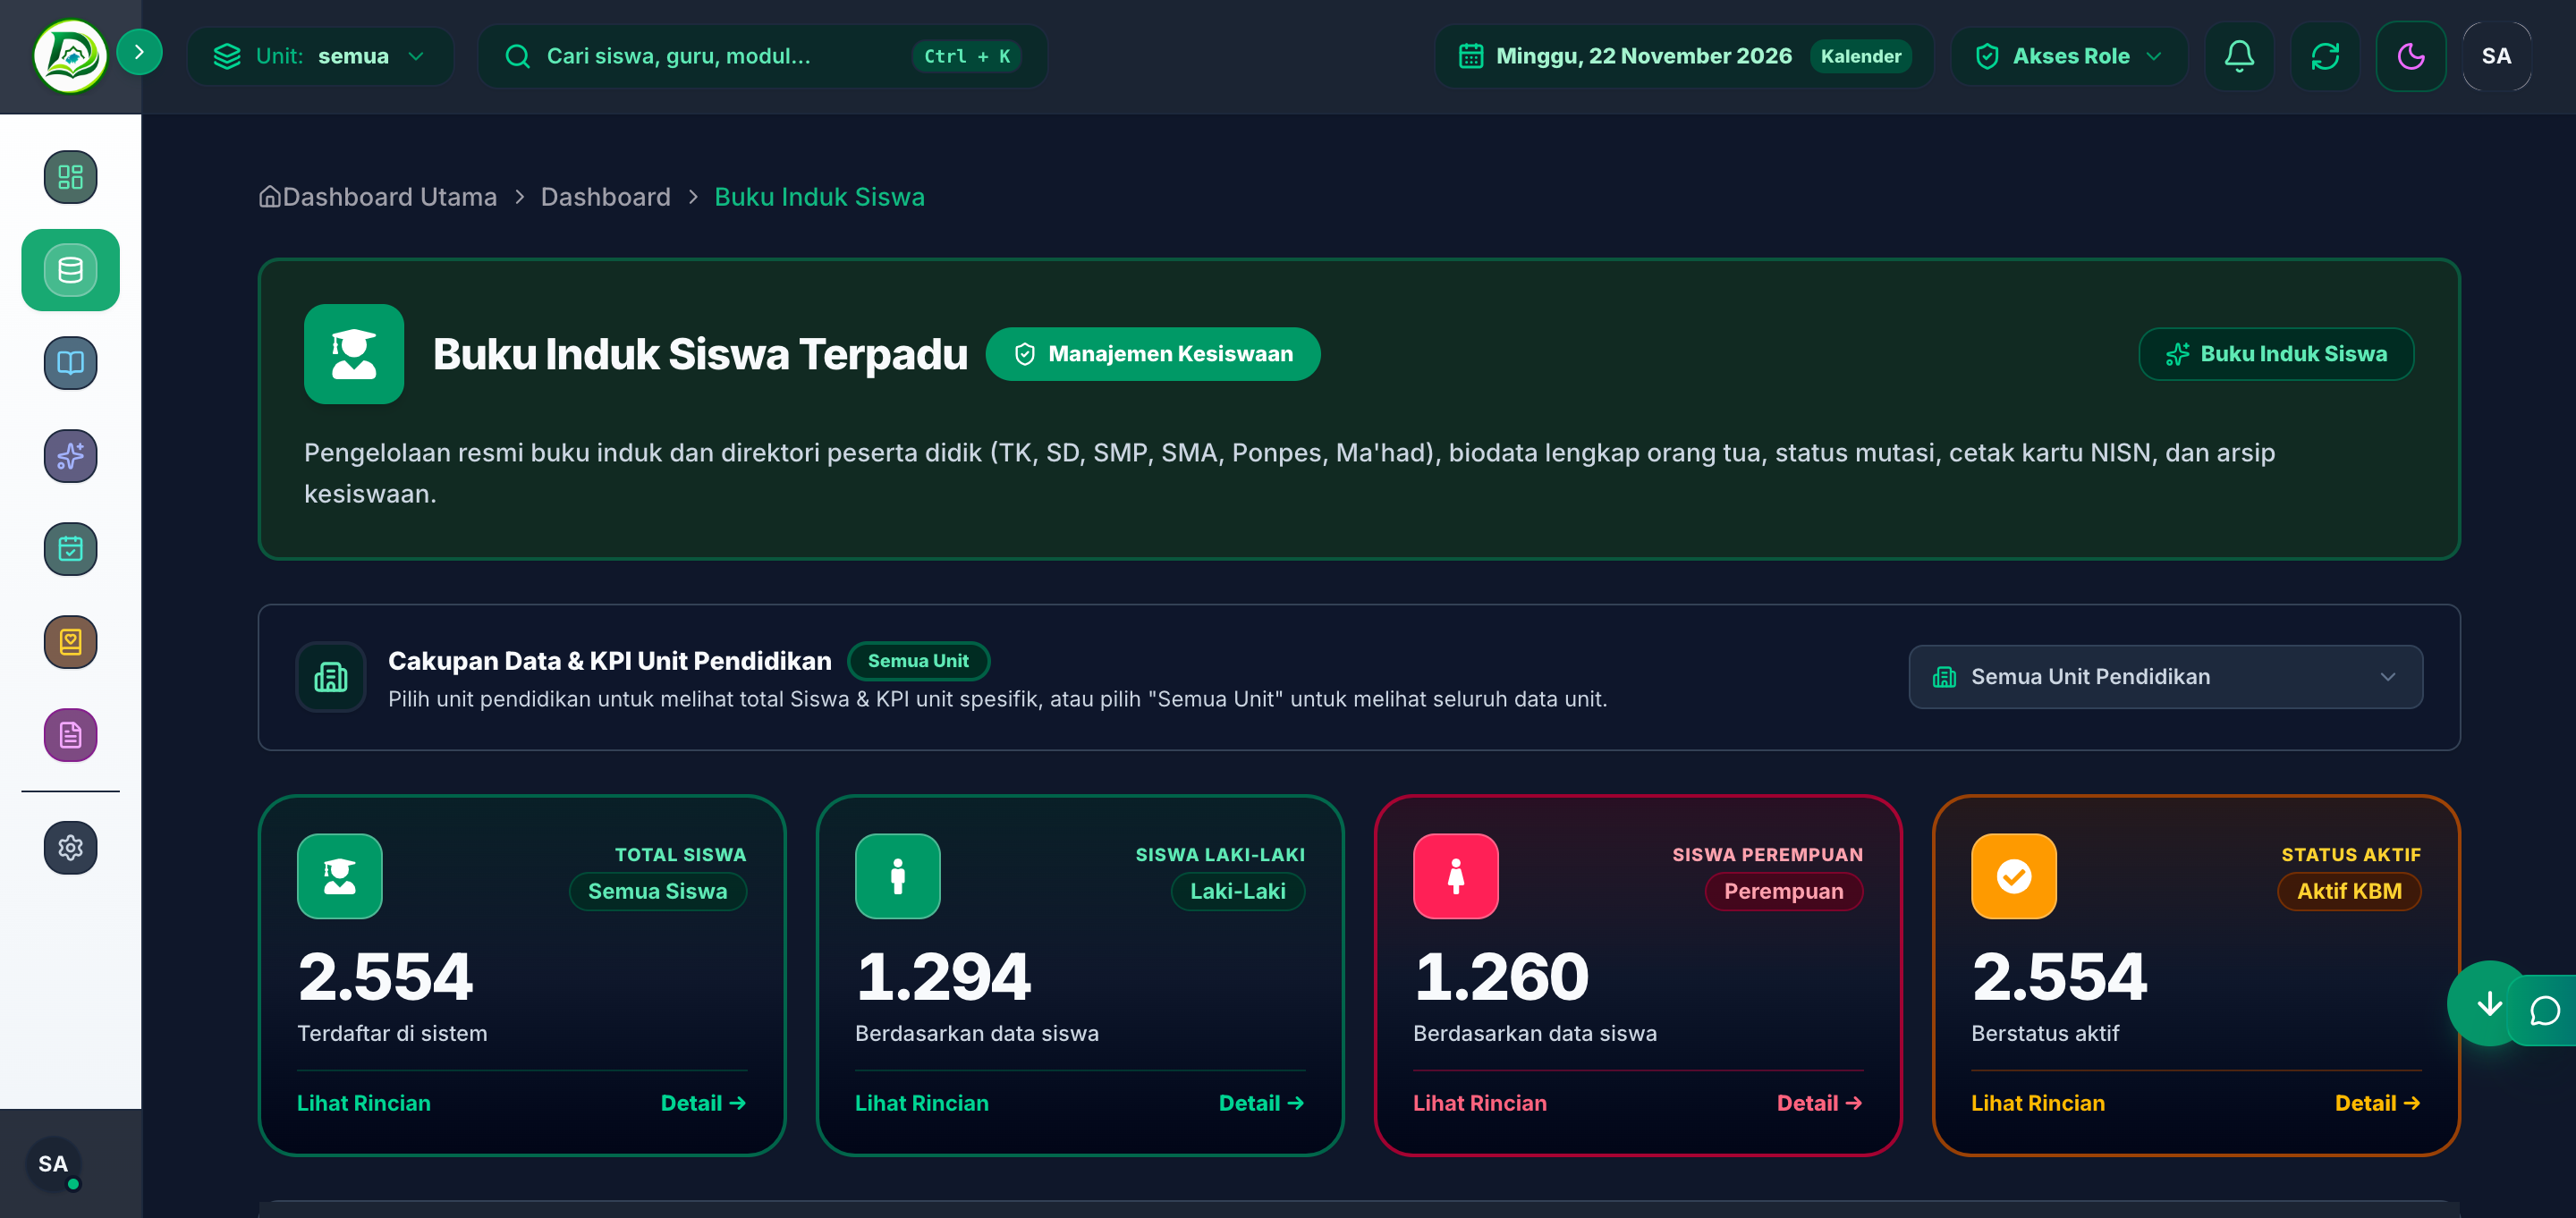 Unit: semua
Cari siswa, guru, modul...
Ctrl + K
Minggu, 22 November 2026
Kalender
Akses Role
SA
Dashboard Utama > Dashboard > Buku Induk Siswa
Buku Induk Siswa Terpadu
Manajemen Kesiswaan
Buku Induk Siswa
Pengelolaan resmi buku induk dan direktori peserta didik (TK, SD, SMP, SMA, Ponpes, Ma'had), biodata lengkap orang tua, status mutasi, cetak kartu NISN, dan arsip
kesiswaan.
Cakupan Data & KPI Unit Pendidikan
Semua Unit
Pilih unit pendidikan untuk melihat total Siswa & KPI unit spesifik, atau pilih "Semua Unit" untuk melihat seluruh data unit.
Semua Unit Pendidikan
TOTAL SISWA
Semua Siswa
2.554
Terdaftar di sistem
Lihat Rincian
Detail →
SISWA LAKI-LAKI
Laki-Laki
1.294
Berdasarkan data siswa
Lihat Rincian
Detail →
SISWA PEREMPUAN
Perempuan
1.260
Berdasarkan data siswa
Lihat Rincian
Detail →
STATUS AKTIF
Aktif KBM
2.554
Berstatus aktif
Lihat Rincian
Detail →
SA